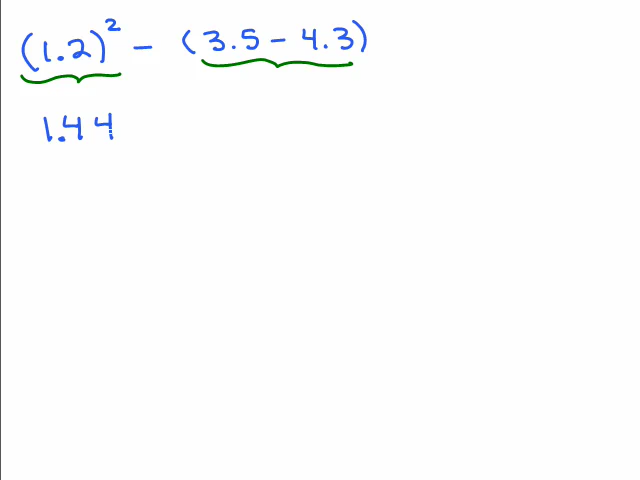 (1.2)² - (3.5 - 4.3)
1.44